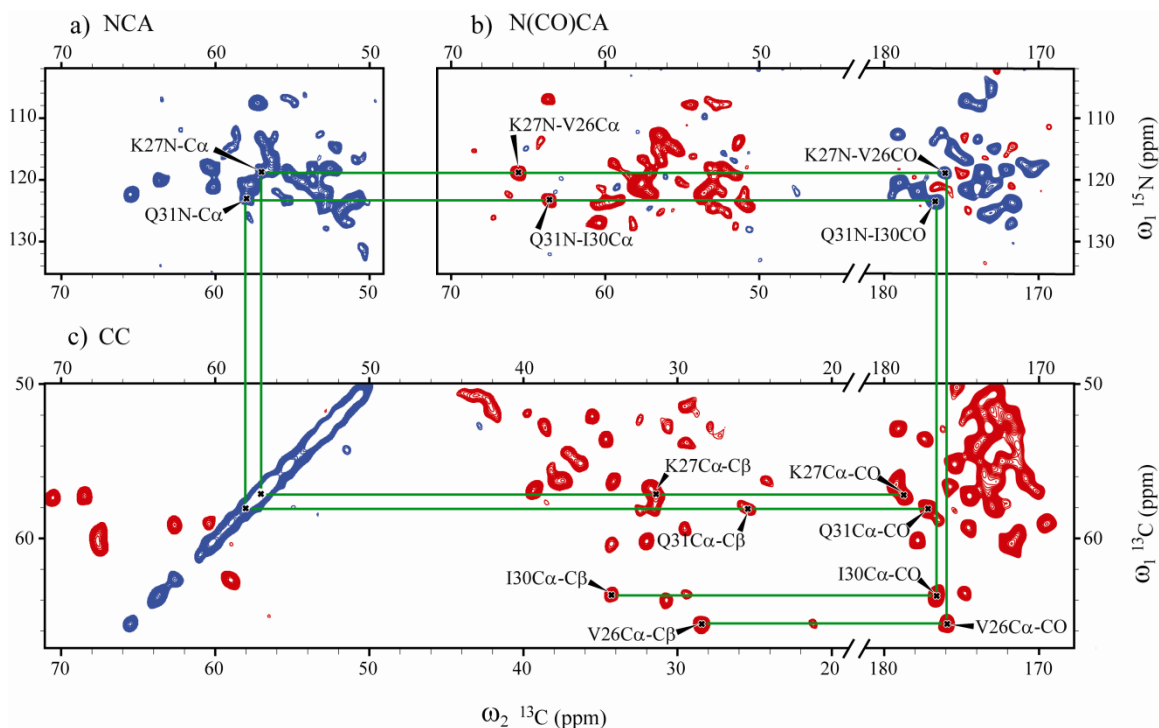 a) NCA
b) N(CO)CA
70 60 50 70 60 50 180 170
110
120
130
110
120
130
ω1 15N (ppm)
K27N-Cα
Q31N-Cα
K27N-V26Cα
Q31N-I30Cα
K27N-V26CO
Q31N-I30CO
70 60 50 70 60 50 180 170
c) CC
70 60 50 40 30 20 180 170
50
60
ω1 13C (ppm)
K27Cα-Cβ
K27Cα-CO
Q31Cα-Cβ
Q31Cα-CO
I30Cα-Cβ
I30Cα-CO
V26Cα-Cβ
V26Cα-CO
70 60 50 40 30 20 180 170
ω2 13C (ppm)